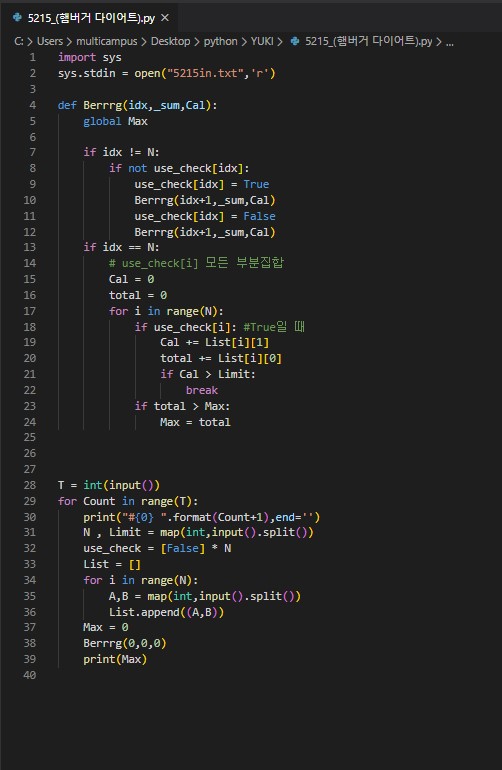 5215_(햄버거 다이어트).py ×
C: > Users > multicampus > Desktop > python > YUKI > 5215_(햄버거 다이어트).py > ...
1 import sys
2 sys.stdin = open("5215in.txt",'r')
3
4 def Berrrg(idx,_sum,Cal):
5     global Max
6
7     if idx != N:
8         if not use_check[idx]:
9             use_check[idx] = True
10             Berrrg(idx+1,_sum,Cal)
11             use_check[idx] = False
12             Berrrg(idx+1,_sum,Cal)
13     if idx == N:
14         # use_check[i] 모든 부분집합
15         Cal = 0
16         total = 0
17         for i in range(N):
18             if use_check[i]: #True일 때
19                 Cal += List[i][1]
20                 total += List[i][0]
21                 if Cal > Limit:
22                     break
23             if total > Max:
24                 Max = total
25
26
27
28 T = int(input())
29 for Count in range(T):
30     print("#{0} ".format(Count+1),end='')
31     N , Limit = map(int,input().split())
32     use_check = [False] * N
33     List = []
34     for i in range(N):
35         A,B = map(int,input().split())
36         List.append((A,B))
37     Max = 0
38     Berrrg(0,0,0)
39     print(Max)
40